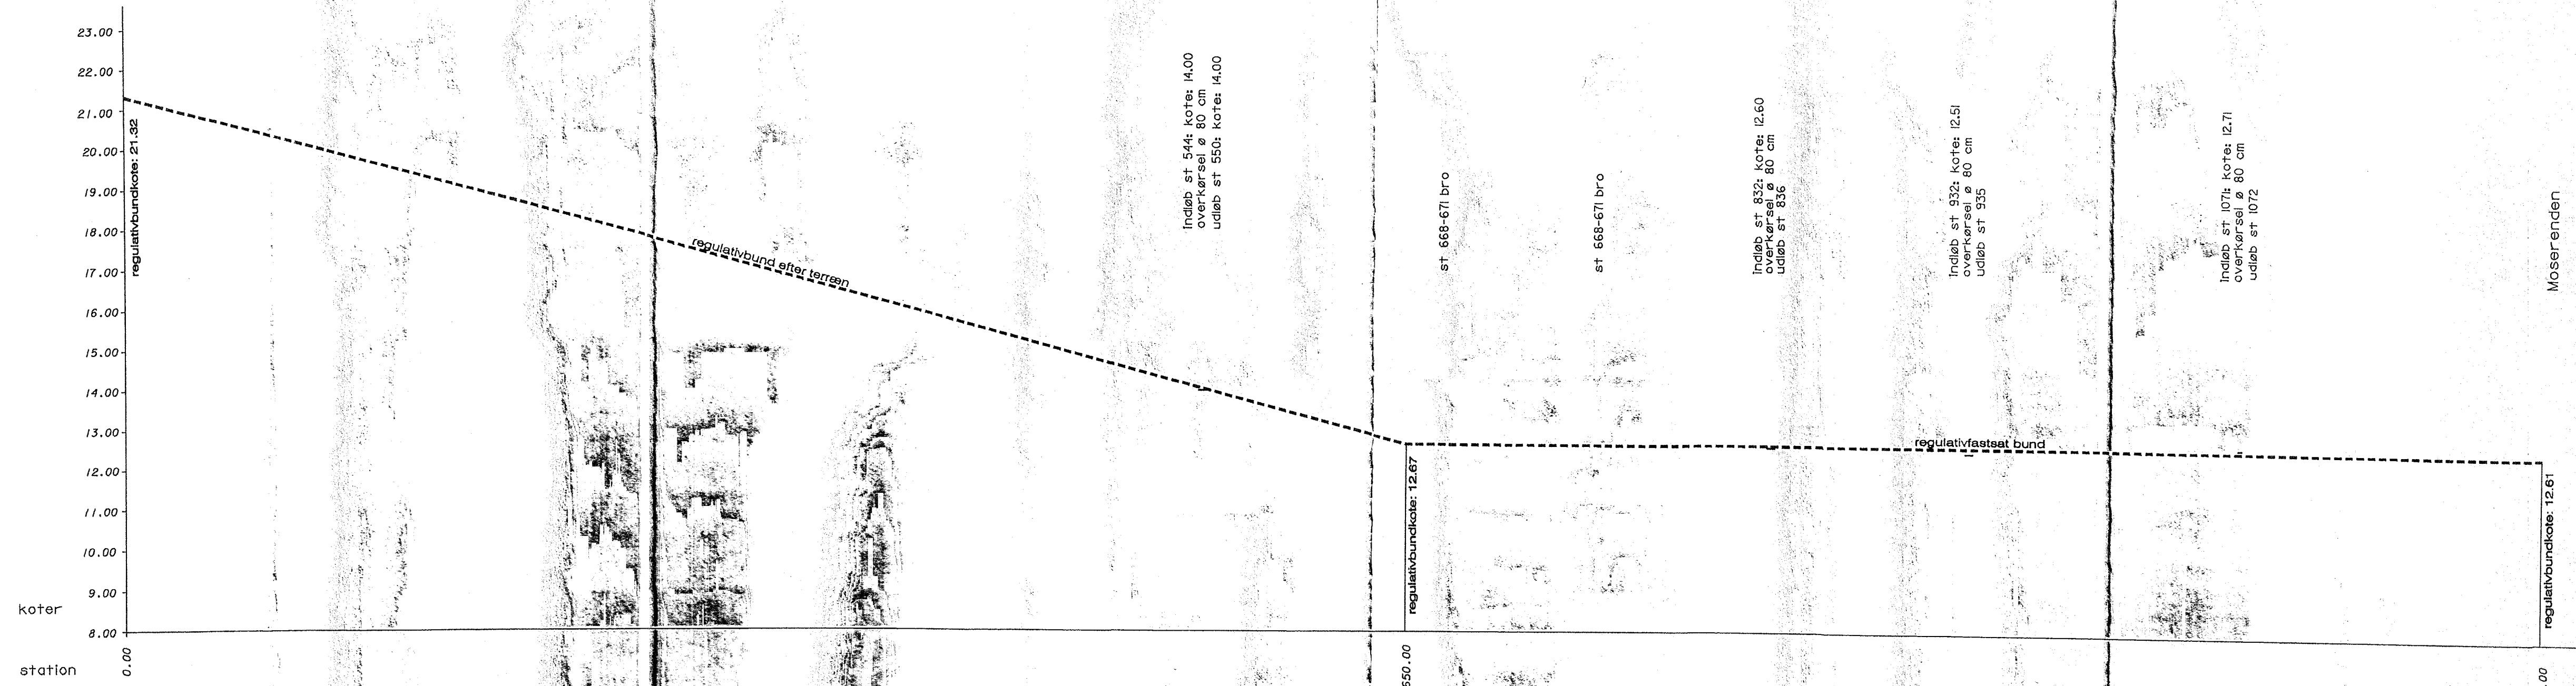 23.00
22.00
21.00
20.00
19.00
18.00
17.00
16.00
15.00
14.00
13.00
12.00
11.00
10.00
9.00
8.00
koter
station
0.00
regulativbundkote: 21.32
regulativbund efter terræn
Indløb st 544: kote: 14.00
overkørsel ø 80 cm
udløb st 550: kote: 14.00
regulativbundkote: 12.67
650.00
st 668-671 bro
st 668-671 bro
Indløb st 832: kote: 12.60
overkørsel ø 80 cm
udløb st 836
regulativfastsat bund
Indløb st 932: kote: 12.51
overkørsel ø 80 cm
udløb st 935
Indløb st 1071: kote: 12.71
overkørsel ø 80 cm
udløb st 1072
Moserenden
regulativbundkote: 12.61
.00